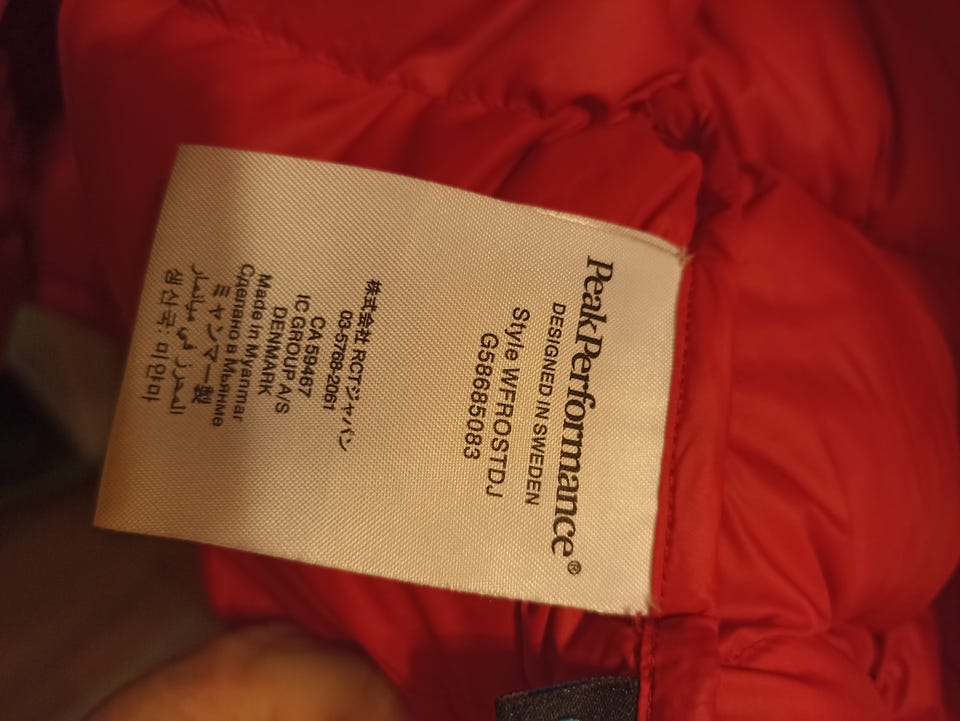 PeakPerformance®
DESIGNED IN SWEDEN
Style WFROSTDJ
G58685083
株式会社 RCTジャパン
03-5768-2061
CA 59467
IC GROUP A/S
DENMARK
Made in Myanmar
Сделано в Мьянме
ミャンマー製
المحرز في ميانمار
생산국: 미얀마